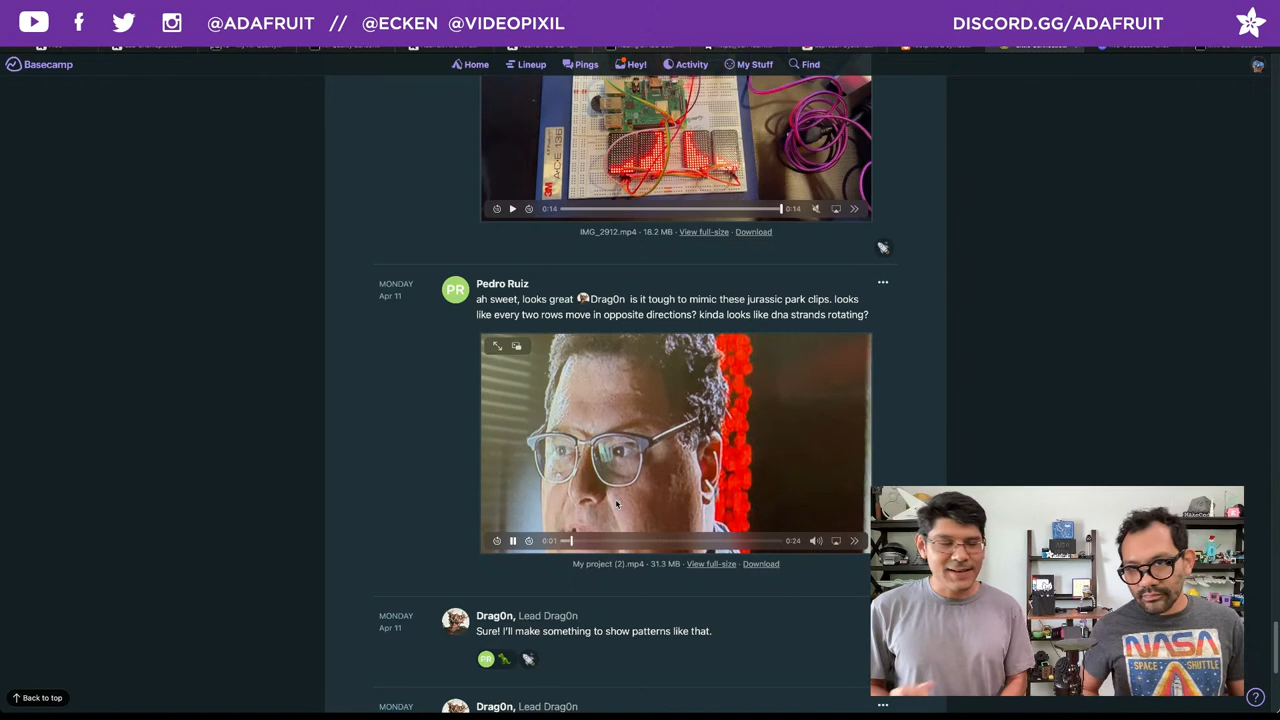 @ADAFRUIT // @ECKEN @VIDEOPIXIL
DISCORD.GG/ADAFRUIT
Basecamp
Home Lineup Pings Hey! Activity My Stuff Find
0:14 0:14
IMG_2912.mp4 · 18.2 MB · View full-size · Download
MONDAY
Apr 11
Pedro Ruiz
PR
ah sweet, looks great Drag0n is it tough to mimic these jurassic park clips. looks
like every two rows move in opposite directions? kinda looks like dna strands rotating?
0:01 0:24
My project (2).mp4 · 31.3 MB · View full-size · Download
MONDAY
Apr 11
Drag0n, Lead Drag0n
Sure! I'll make something to show patterns like that.
PR
MONDAY
Drag0n, Lead Drag0n
Back to top
NASA
SPACE SHUTTLE
?